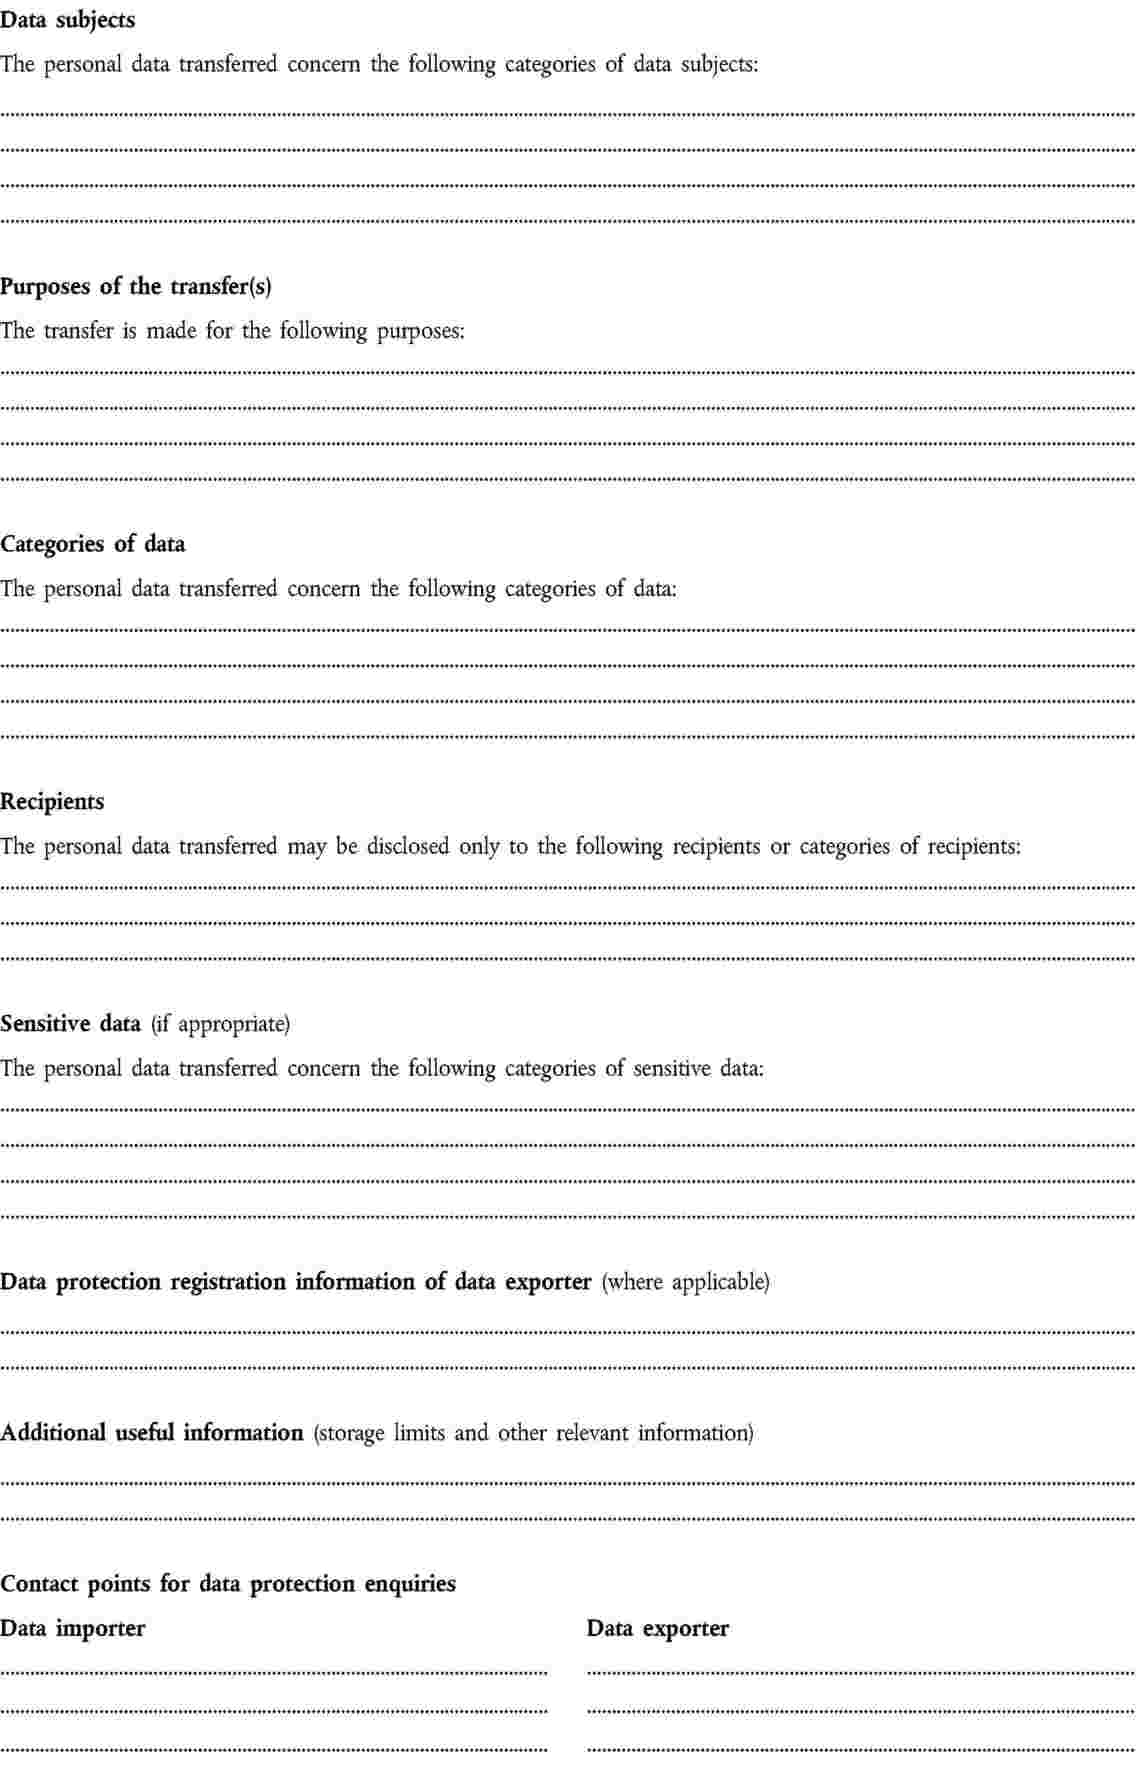 Data subjects
The personal data transferred concern the following categories of data subjects:
Purposes of the transfer(s)
The transfer is made for the following purposes:
Categories of data
The personal data transferred concern the following categories of data:
Recipients
The personal data transferred may be disclosed only to the following recipients or categories of recipients:
Sensitive data (if appropriate)
The personal data transferred concern the following categories of sensitive data:
Data protection registration information of data exporter (where applicable)
Additional useful information (storage limits and other relevant information)
Contact points for data protection enquiries
Data importer
Data exporter